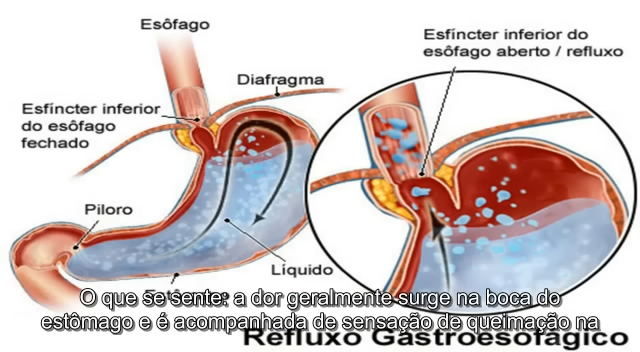 Esôfago
Esfíncter inferior do
esôfago aberto / refluxo
Diafragma
Esfíncter inferior
do esôfago
fechado
Piloro
Líquido
O que se sente: a dor geralmente surge na boca do
estômago e é acompanhada de sensação de queimação na
Refluxo Gastroesofágico